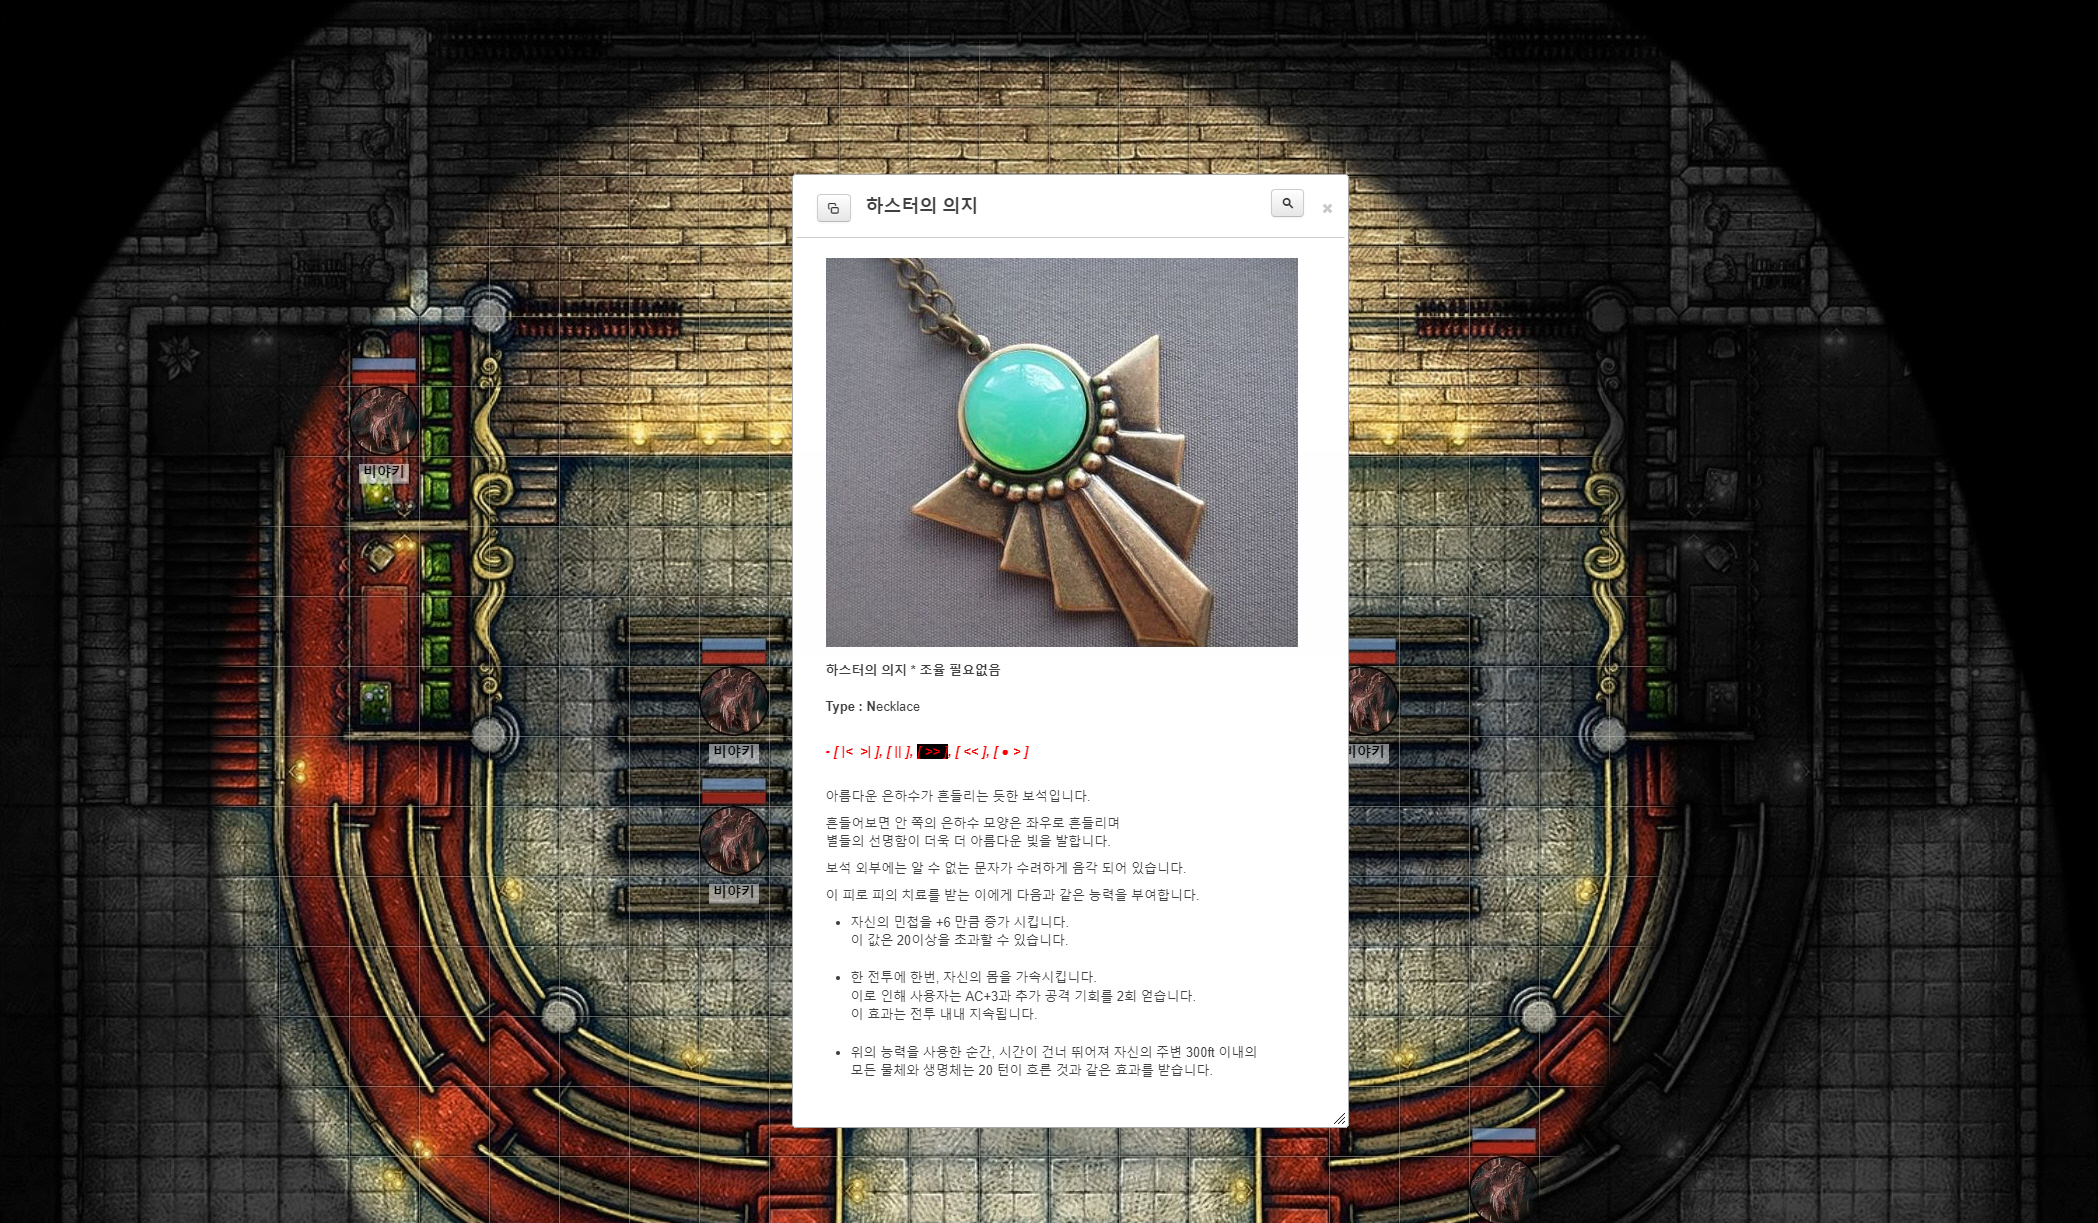 하스터의 의지
하스터의 의지 * 조율 필요없음
Type : Necklace
- [ |<  >| ], [ || ], [ >> ], [ << ], [ ● > ]
아름다운 은하수가 흔들리는 듯한 보석입니다.
흔들어보면 안 쪽의 은하수 모양은 좌우로 흔들리며
별들의 선명함이 더욱 더 아름다운 빛을 발합니다.
보석 외부에는 알 수 없는 문자가 수려하게 음각 되어 있습니다.
이 피로 피의 치료를 받는 이에게 다음과 같은 능력을 부여합니다.
• 자신의 민첩을 +6 만큼 증가 시킵니다.
이 값은 20이상을 초과할 수 있습니다.
• 한 전투에 한번, 자신의 몸을 가속시킵니다.
이로 인해 사용자는 AC+3과 추가 공격 기회를 2회 얻습니다.
이 효과는 전투 내내 지속됩니다.
• 위의 능력을 사용한 순간, 시간이 건너 뛰어져 자신의 주변 300ft 이내의
모든 물체와 생명체는 20 턴이 흐른 것과 같은 효과를 받습니다.
비야키
비야키
비야키
비야키